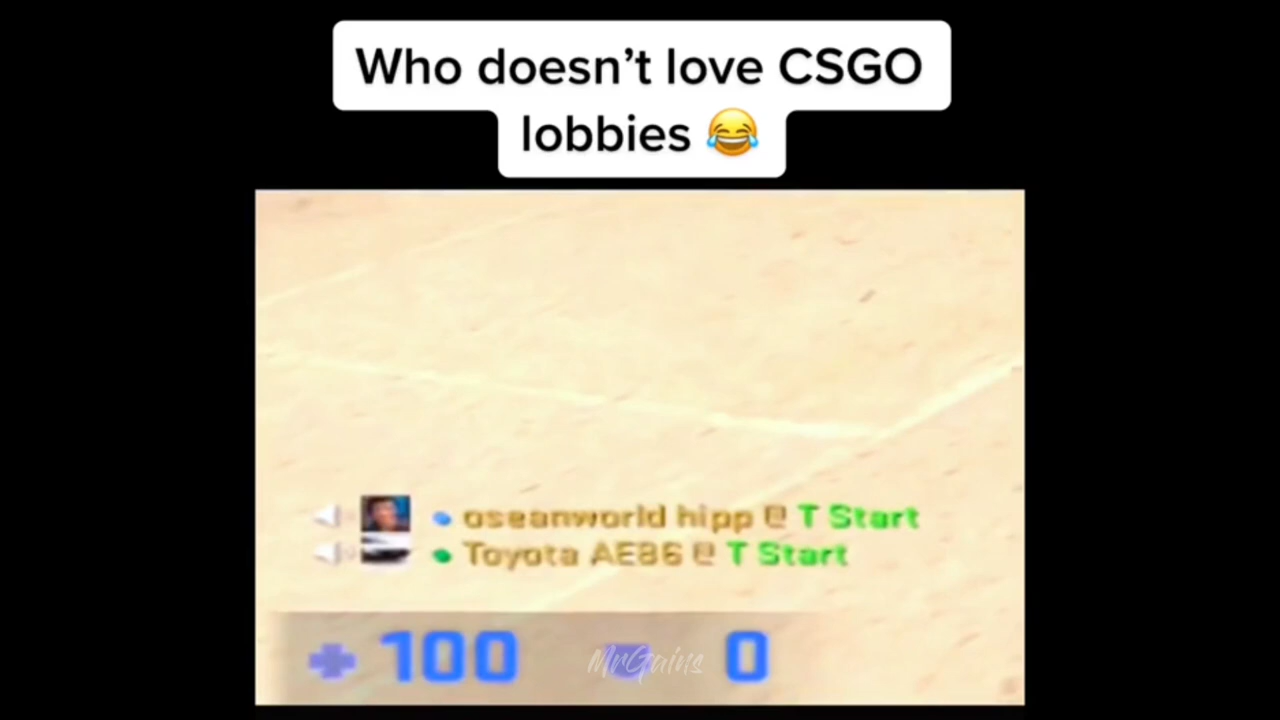 Who doesn’t love CSGO
lobbies 😂
oseanworld hipp @ T Start
Toyota AE86 @ T Start
100 0
MrGains